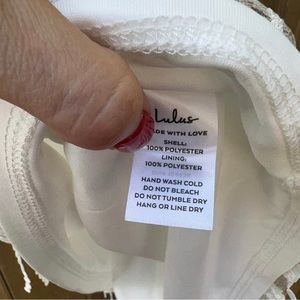 Lulus
DE WITH LOVE
SHELL:
100% POLYESTER
LINING:
100% POLYESTER
HAND WASH COLD
DO NOT BLEACH
DO NOT TUMBLE DRY
HANG OR LINE DRY